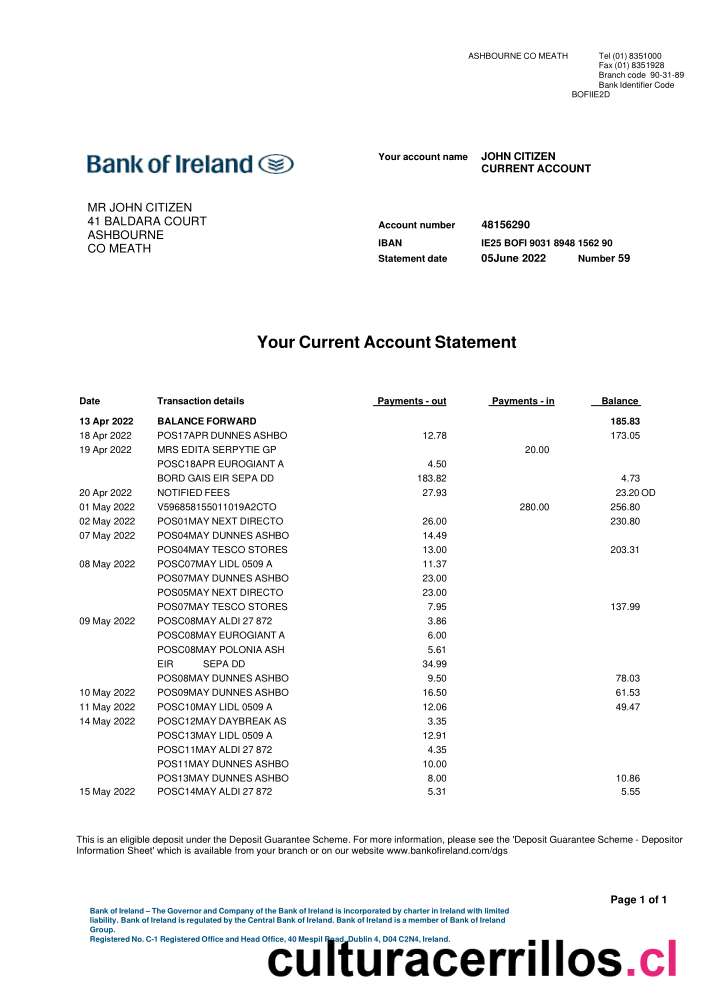 ASHBOURNE CO MEATH Tel (01) 8351000
Fax (01) 8351928
Branch code 90-31-89
Bank Identifier Code
BOFIIE2D
Bank of Ireland
Your account name JOHN CITIZEN
CURRENT ACCOUNT
MR JOHN CITIZEN
41 BALDARA COURT
ASHBOURNE
CO MEATH
Account number 48156290
IBAN IE25 BOFI 9031 8948 1562 90
Statement date 05June 2022 Number 59
Your Current Account Statement
Date Transaction details Payments - out Payments - in Balance
13 Apr 2022 BALANCE FORWARD 185.83
18 Apr 2022 POS17APR DUNNES ASHBO 12.78 173.05
19 Apr 2022 MRS EDITA SERPYTIE GP 20.00
POSC18APR EUROGIANT A 4.50
BORD GAIS EIR SEPA DD 183.82 4.73
20 Apr 2022 NOTIFIED FEES 27.93 23.20 OD
01 May 2022 V596858155011019A2CTO 280.00 256.80
02 May 2022 POS01MAY NEXT DIRECTO 26.00 230.80
07 May 2022 POS04MAY DUNNES ASHBO 14.49
POS04MAY TESCO STORES 13.00 203.31
08 May 2022 POSC07MAY LIDL 0509 A 11.37
POS07MAY DUNNES ASHBO 23.00
POS05MAY NEXT DIRECTO 23.00
POS07MAY TESCO STORES 7.95 137.99
09 May 2022 POSC08MAY ALDI 27 872 3.86
POSC08MAY EUROGIANT A 6.00
POSC08MAY POLONIA ASH 5.61
EIR SEPA DD 34.99
POS08MAY DUNNES ASHBO 9.50 78.03
10 May 2022 POS09MAY DUNNES ASHBO 16.50 61.53
11 May 2022 POSC10MAY LIDL 0509 A 12.06 49.47
14 May 2022 POSC12MAY DAYBREAK AS 3.35
POSC13MAY LIDL 0509 A 12.91
POSC11MAY ALDI 27 872 4.35
POS11MAY DUNNES ASHBO 10.00
POS13MAY DUNNES ASHBO 8.00 10.86
15 May 2022 POSC14MAY ALDI 27 872 5.31 5.55
This is an eligible deposit under the Deposit Guarantee Scheme. For more information, please see the 'Deposit Guarantee Scheme - Depositor
Information Sheet' which is available from your branch or on our website www.bankofireland.com/dgs
Page 1 of 1
Bank of Ireland – The Governor and Company of the Bank of Ireland is incorporated by charter in Ireland with limited
liability. Bank of Ireland is regulated by the Central Bank of Ireland. Bank of Ireland is a member of Bank of Ireland
Group.
Registered No. C-1 Registered Office and Head Office, 40 Mespil Road, Dublin 4, D04 C2N4, Ireland.
culturacerrillos.cl